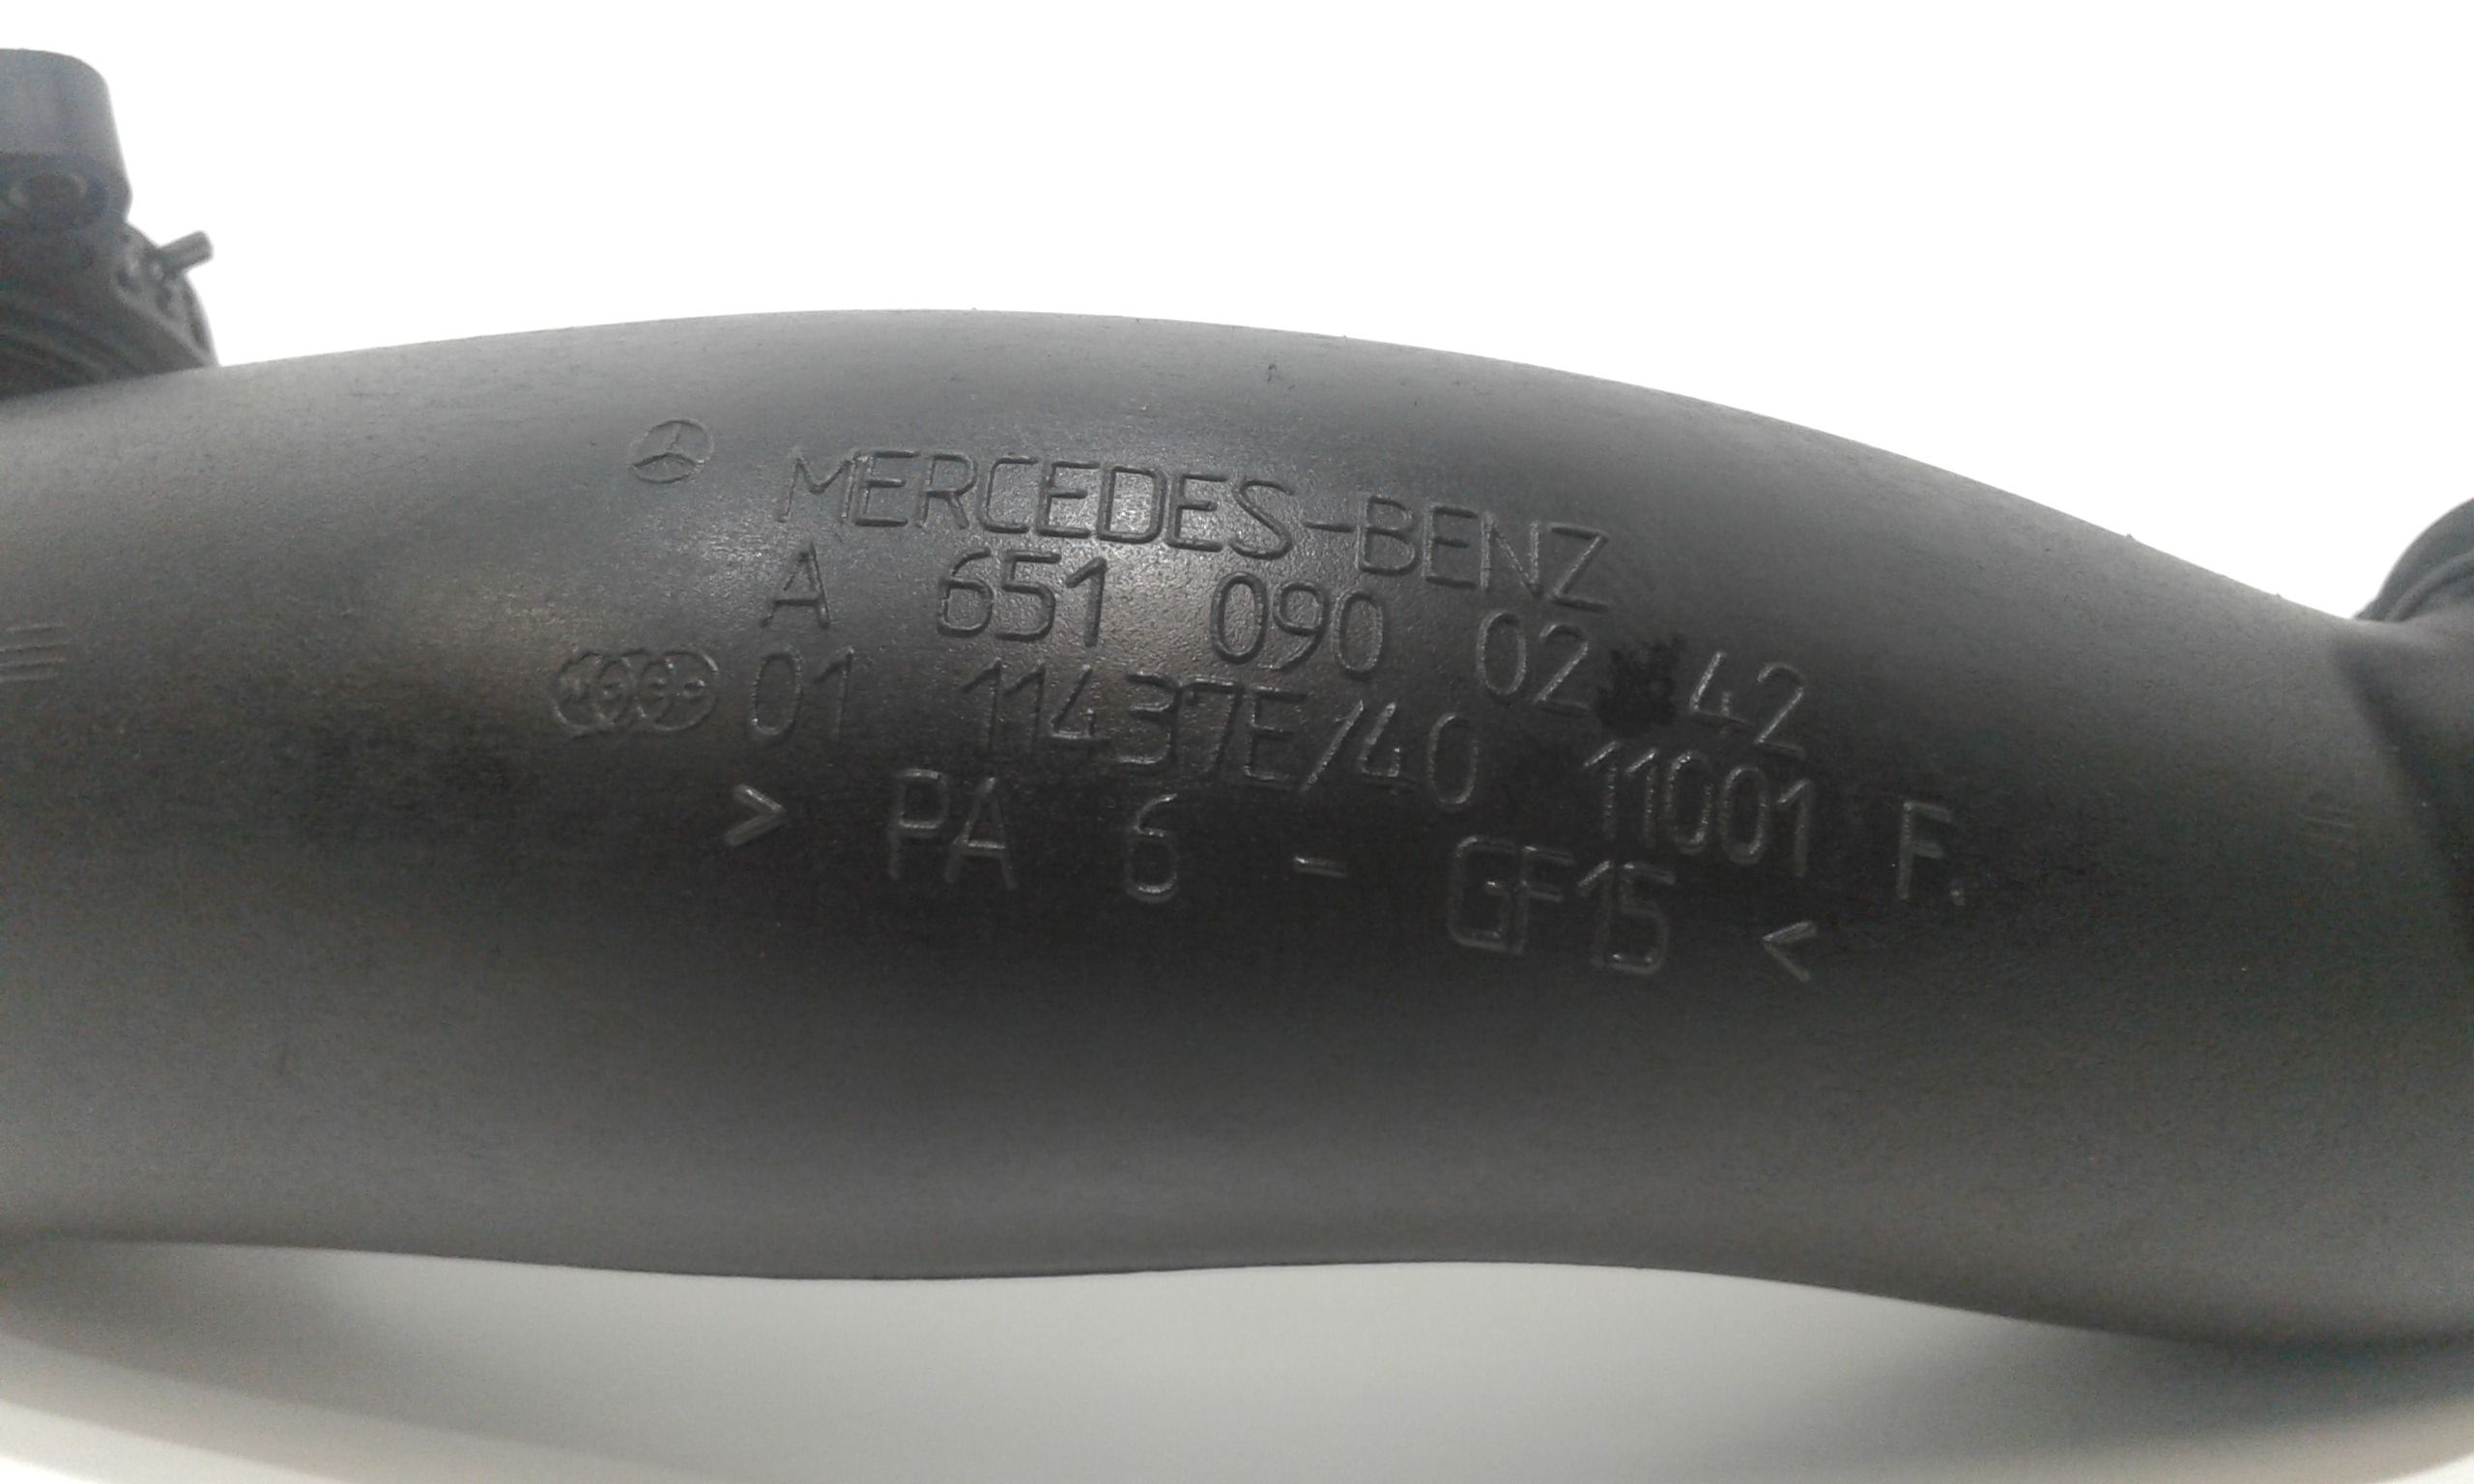 MERCEDES-BENZ
A 651 090 02 42
01 11437E/40 11001 F.
> PA 6 - GF15 <